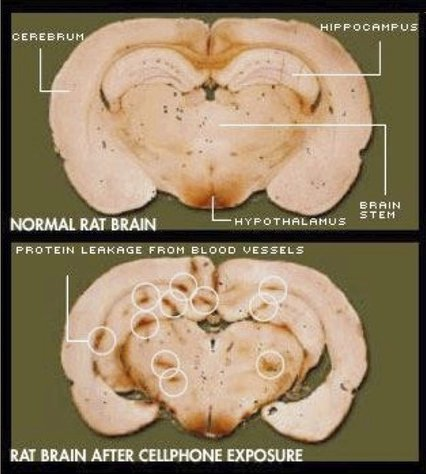 CEREBRUM
HIPPOCAMPUS
BRAIN
STEM
HYPOTHALAMUS
NORMAL RAT BRAIN
PROTEIN LEAKAGE FROM BLOOD VESSELS
RAT BRAIN AFTER CELLPHONE EXPOSURE